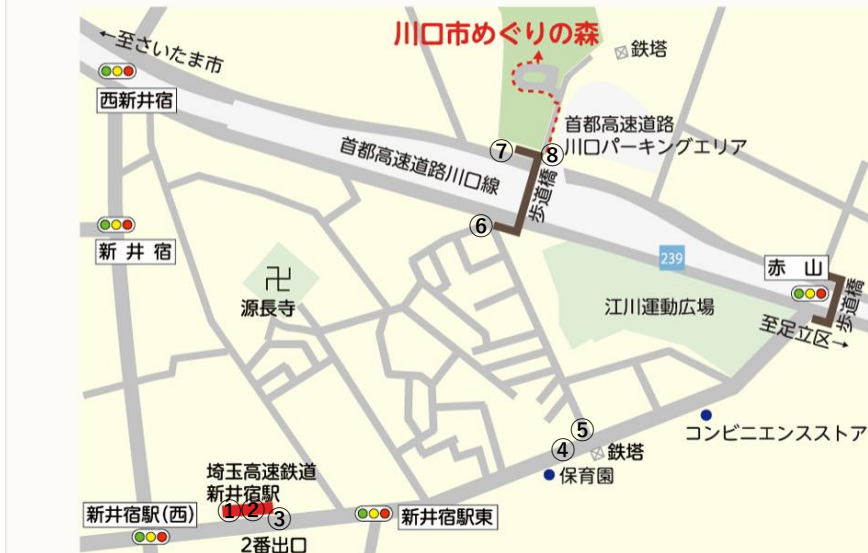 川口市めぐりの森
←至さいたま市
鉄塔
西新井宿
首都高速道路
川口パーキングエリア
首都高速道路川口線
⑦
⑧
歩道橋
⑥
新井宿
239
赤山
歩道橋
卍
源長寺
江川運動広場
至足立区→
⑤
④
コンビニエンスストア
鉄塔
保育園
埼玉高速鉄道
新井宿駅
①②③
新井宿駅(西)
新井宿駅東
2番出口